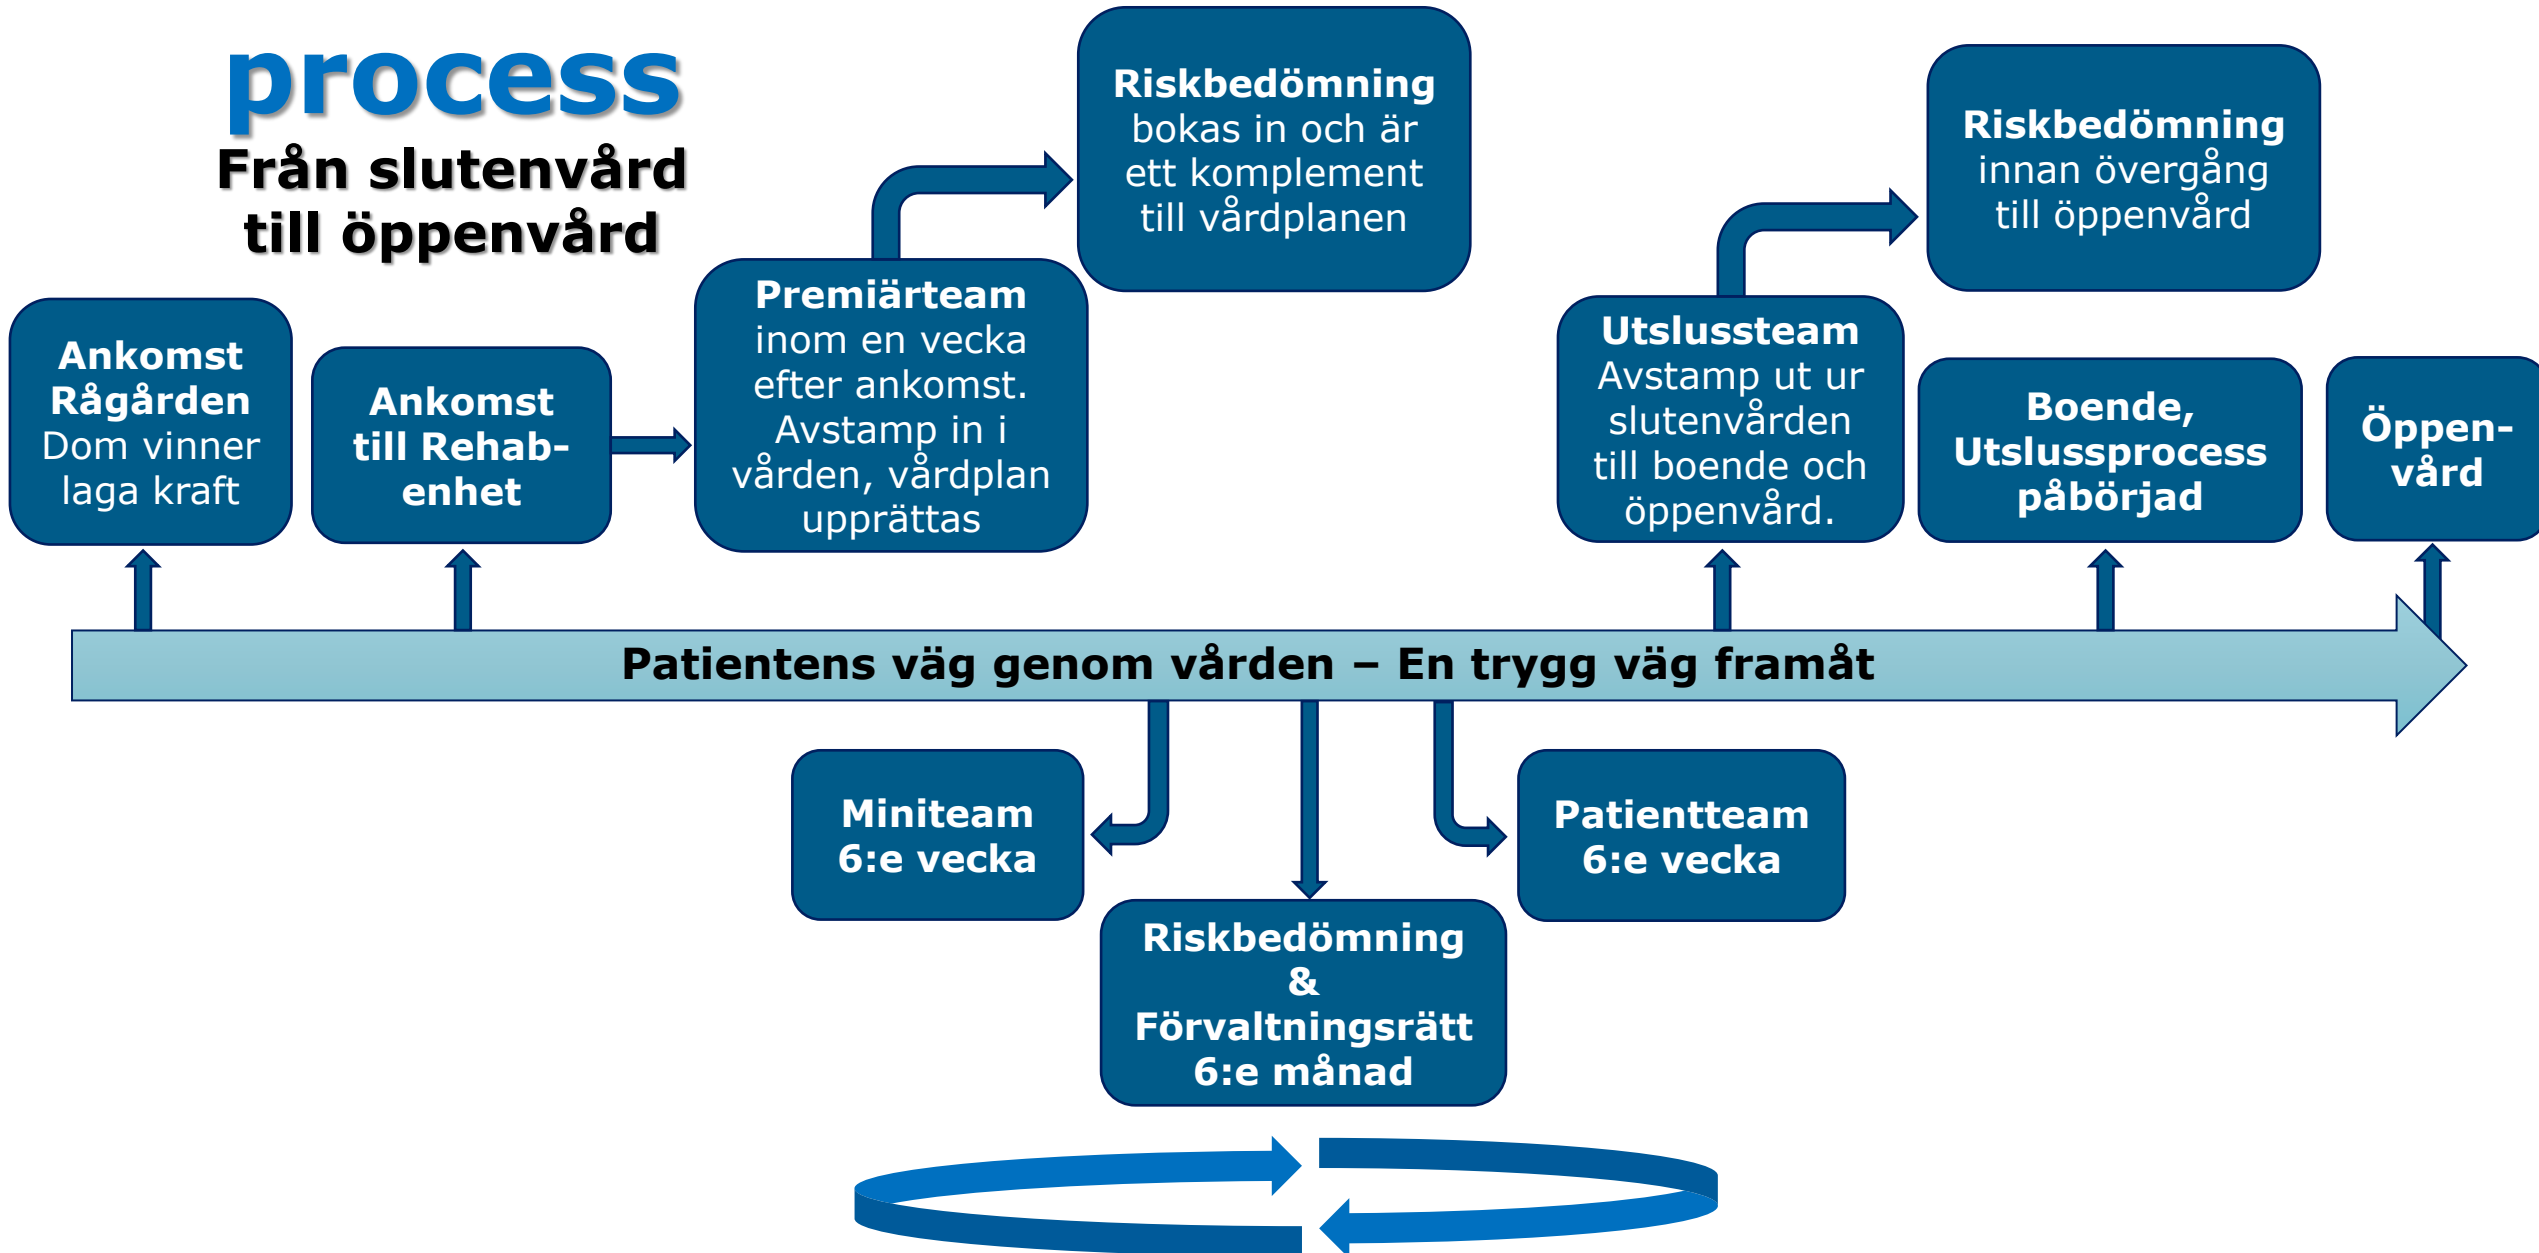 process
Från slutenvård
till öppenvård
Ankomst
Rågården
Dom vinner
laga kraft
Ankomst
till Rehab-
enhet
Premiärteam
inom en vecka
efter ankomst.
Avstamp in i
vården, vårdplan
upprättas
Riskbedömning
bokas in och är
ett komplement
till vårdplanen
Utslussteam
Avstamp ut ur
slutenvården
till boende och
öppenvård.
Riskbedömning
innan övergång
till öppenvård
Boende,
Utslussprocess
påbörjad
Öppen-
vård
Patientens väg genom vården – En trygg väg framåt
Miniteam
6:e vecka
Riskbedömning
&
Förvaltningsrätt
6:e månad
Patientteam
6:e vecka